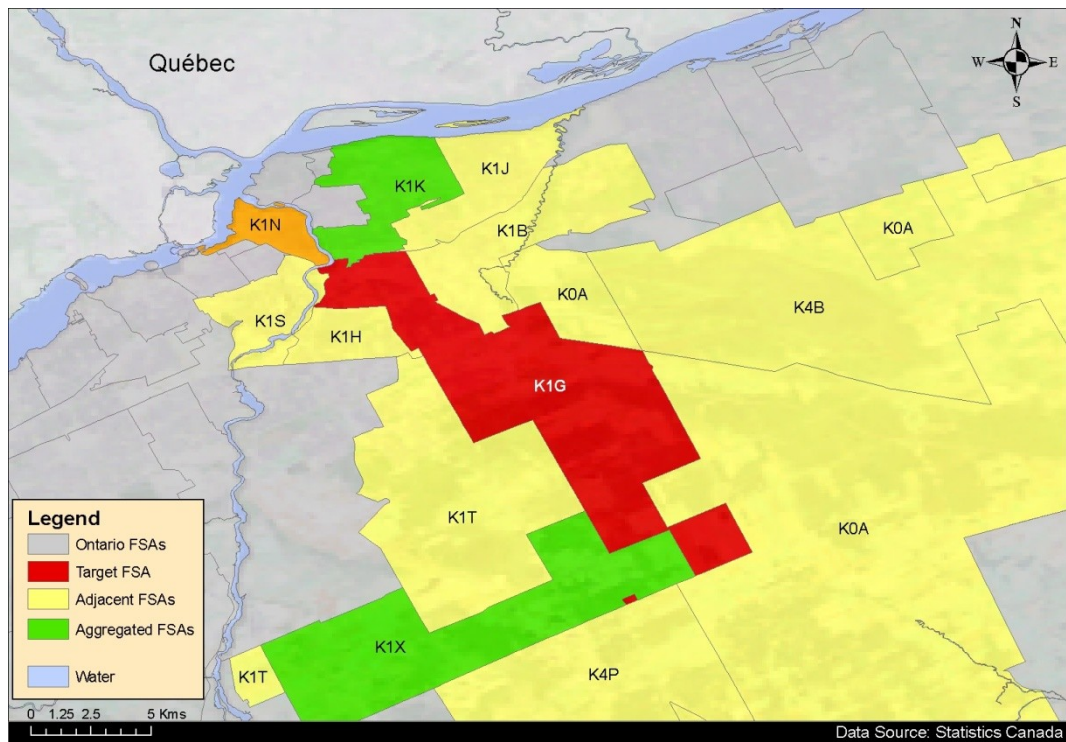 Québec
N
W E
S
K1K
K1J
K1N
K1B
K0A
K0A
K4B
K1S
K1H
K1G
K1T
K0A
K1X
K1T
K4P
Legend
Ontario FSAs
Target FSA
Adjacent FSAs
Aggregated FSAs
Water
0 1.25 2.5 5 Kms
Data Source: Statistics Canada